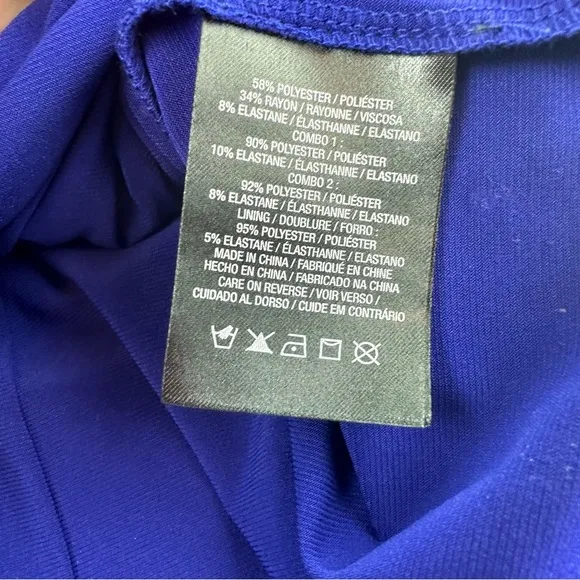 58% POLYESTER / POLIÉSTER
34% RAYON / RAYONNE / VISCOSA
8% ELASTANE / ÉLASTHANNE / ELASTANO
COMBO 1 :
90% POLYESTER / POLIÉSTER
10% ELASTANE / ÉLASTHANNE / ELASTANO
COMBO 2 :
92% POLYESTER / POLIÉSTER
8% ELASTANE / ÉLASTHANNE / ELASTANO
LINING / DOUBLURE / FORRO :
95% POLYESTER / POLIÉSTER
5% ELASTANE / ÉLASTHANNE / ELASTANO
MADE IN CHINA / FABRIQUÉ EN CHINE
HECHO EN CHINA / FABRICADO NA CHINA
CARE ON REVERSE / VOIR VERSO /
CUIDADO AL DORSO / CUIDE EM CONTRÁRIO